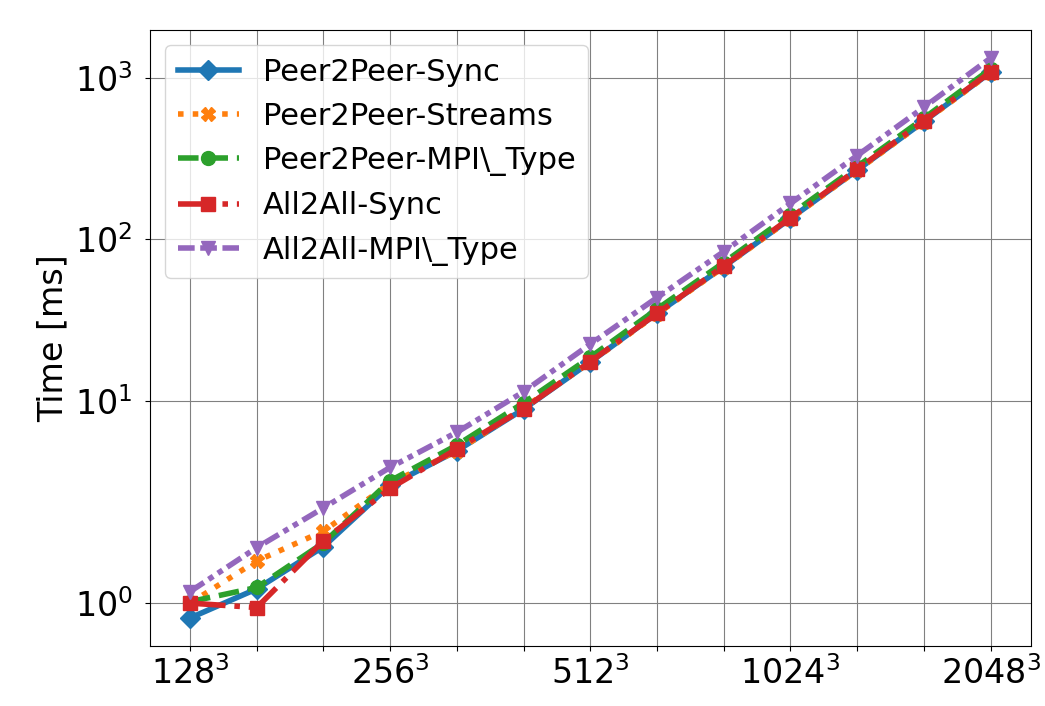 Peer2Peer-Sync
Peer2Peer-Streams
Peer2Peer-MPI\_Type
All2All-Sync
All2All-MPI\_Type
Time [ms]
10³
10²
10¹
10⁰
128³ 256³ 512³ 1024³ 2048³